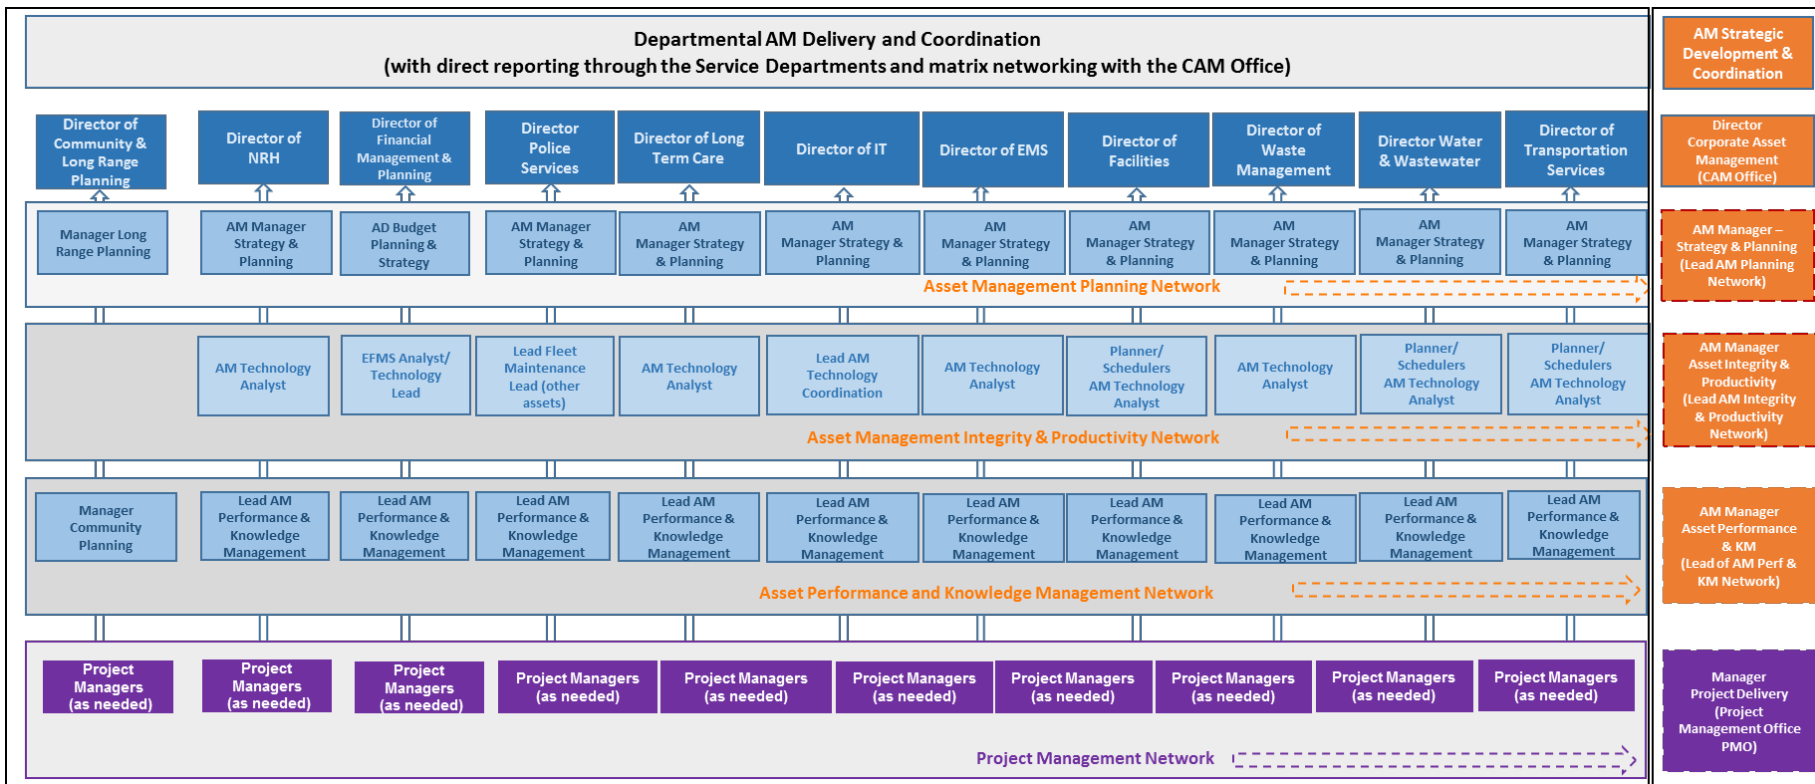 Departmental AM Delivery and Coordination
(with direct reporting through the Service Departments and matrix networking with the CAM Office)
AM Strategic
Development &
Coordination
Director of
Community &
Long Range
Planning
Director of
NRH
Director of
Financial
Management &
Planning
Director
Police
Services
Director of Long
Term Care
Director of IT
Director of EMS
Director of
Facilities
Director of
Waste
Management
Director Water
& Wastewater
Director of
Transportation
Services
Director
Corporate Asset
Management
(CAM Office)
Manager Long
Range Planning
AM Manager
Strategy &
Planning
AD Budget
Planning &
Strategy
AM Manager
Strategy &
Planning
AM
Manager Strategy
& Planning
AM
Manager Strategy &
Planning
AM
Manager Strategy
& Planning
AM
Manager Strategy
& Planning
AM
Manager Strategy
& Planning
AM
Manager Strategy
& Planning
AM
Manager Strategy
& Planning
AM Manager –
Strategy & Planning
(Lead AM Planning
Network)
Asset Management Planning Network
AM Technology
Analyst
EFMS Analyst/
Technology
Lead
Lead Fleet
Maintenance
Lead (other
assets)
AM Technology
Analyst
Lead AM
Technology
Coordination
AM Technology
Analyst
Planner/
Schedulers
AM Technology
Analyst
AM Technology
Analyst
Planner/
Schedulers
AM Technology
Analyst
Planner/
Schedulers
AM Technology
Analyst
AM Manager
Asset Integrity &
Productivity
(Lead AM Integrity
& Productivity
Network)
Asset Management Integrity & Productivity Network
Manager
Community
Planning
Lead AM
Performance &
Knowledge
Management
Lead AM
Performance &
Knowledge
Management
Lead AM
Performance &
Knowledge
Management
Lead AM
Performance &
Knowledge
Management
Lead AM
Performance &
Knowledge
Management
Lead AM
Performance &
Knowledge
Management
Lead AM
Performance &
Knowledge
Management
Lead AM
Performance &
Knowledge
Management
Lead AM
Performance &
Knowledge
Management
Lead AM
Performance &
Knowledge
Management
AM Manager
Asset Performance
& KM
(Lead of AM Perf &
KM Network)
Asset Performance and Knowledge Management Network
Project
Managers
(as needed)
Project
Managers
(as needed)
Project
Managers
(as needed)
Project Managers
(as needed)
Project Managers
(as needed)
Project Managers
(as needed)
Project Managers
(as needed)
Project Managers
(as needed)
Project Managers
(as needed)
Project Managers
(as needed)
Manager
Project Delivery
(Project
Management Office
PMO)
Project Management Network